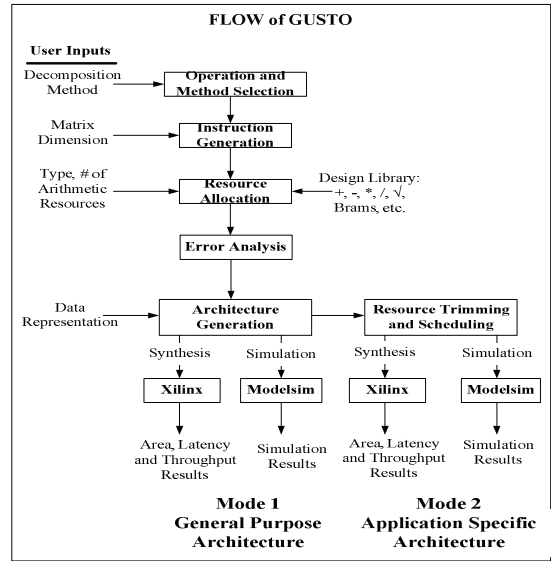 FLOW of GUSTO
User Inputs
Decomposition
Method
Operation and
Method Selection
Matrix
Dimension
Instruction
Generation
Type, # of
Arithmetic
Resources
Resource
Allocation
Design Library:
+, -, *, /, √,
Brams, etc.
Error Analysis
Data
Representation
Architecture
Generation
Resource Trimming
and Scheduling
Synthesis
Simulation
Synthesis
Simulation
Xilinx
Modelsim
Xilinx
Modelsim
Area, Latency
and Throughput
Results
Simulation
Results
Area, Latency
and Throughput
Results
Simulation
Results
Mode 1
General Purpose
Architecture
Mode 2
Application Specific
Architecture